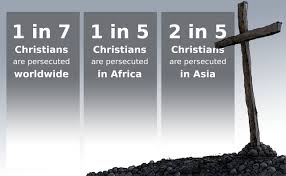 1 in 7
Christians
are persecuted
worldwide
1 in 5
Christians
are persecuted
in Africa
2 in 5
Christians
are persecuted
in Asia